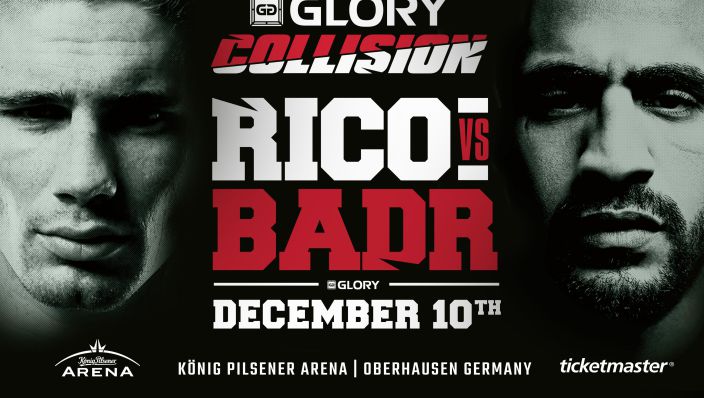 GLORY
COLLISION
RICO VS
BADR
GLORY
DECEMBER 10TH
König Pilsener
ARENA
KÖNIG PILSENER ARENA | OBERHAUSEN GERMANY
ticketmaster®